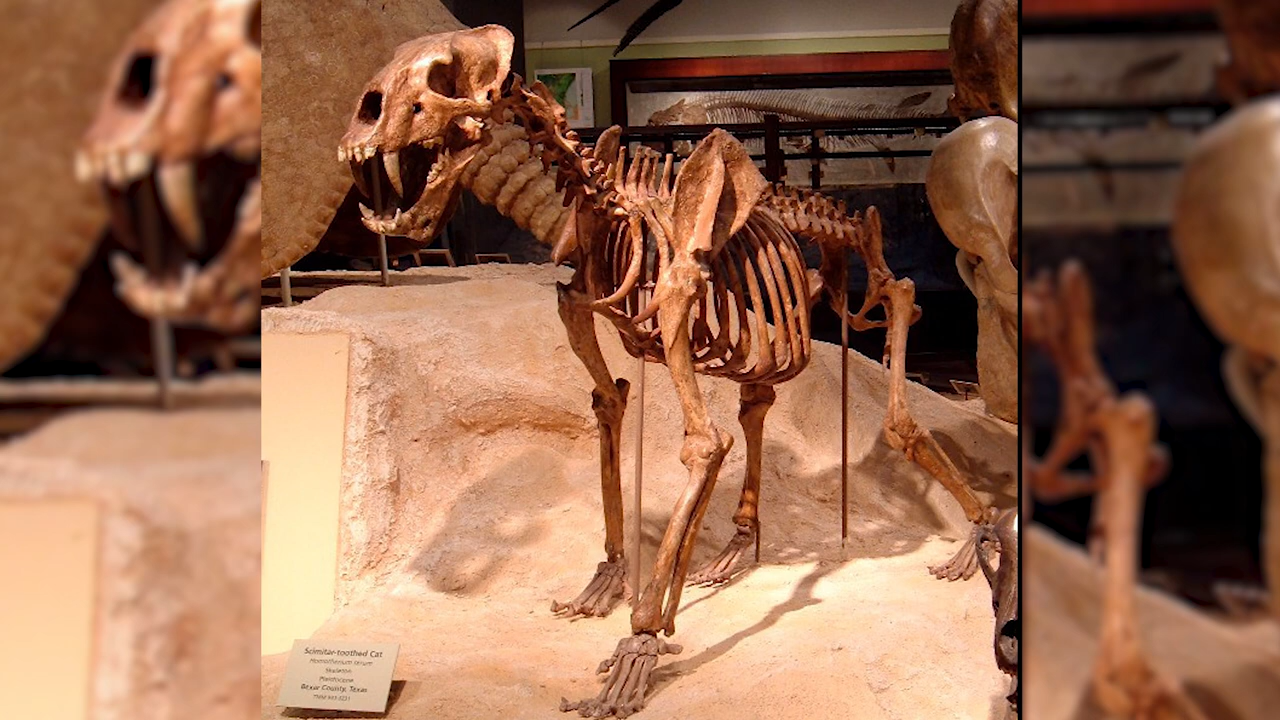 Scimitar-toothed Cat
Homotherium serum
Skeleton
Pleistocene
Bexar County, Texas